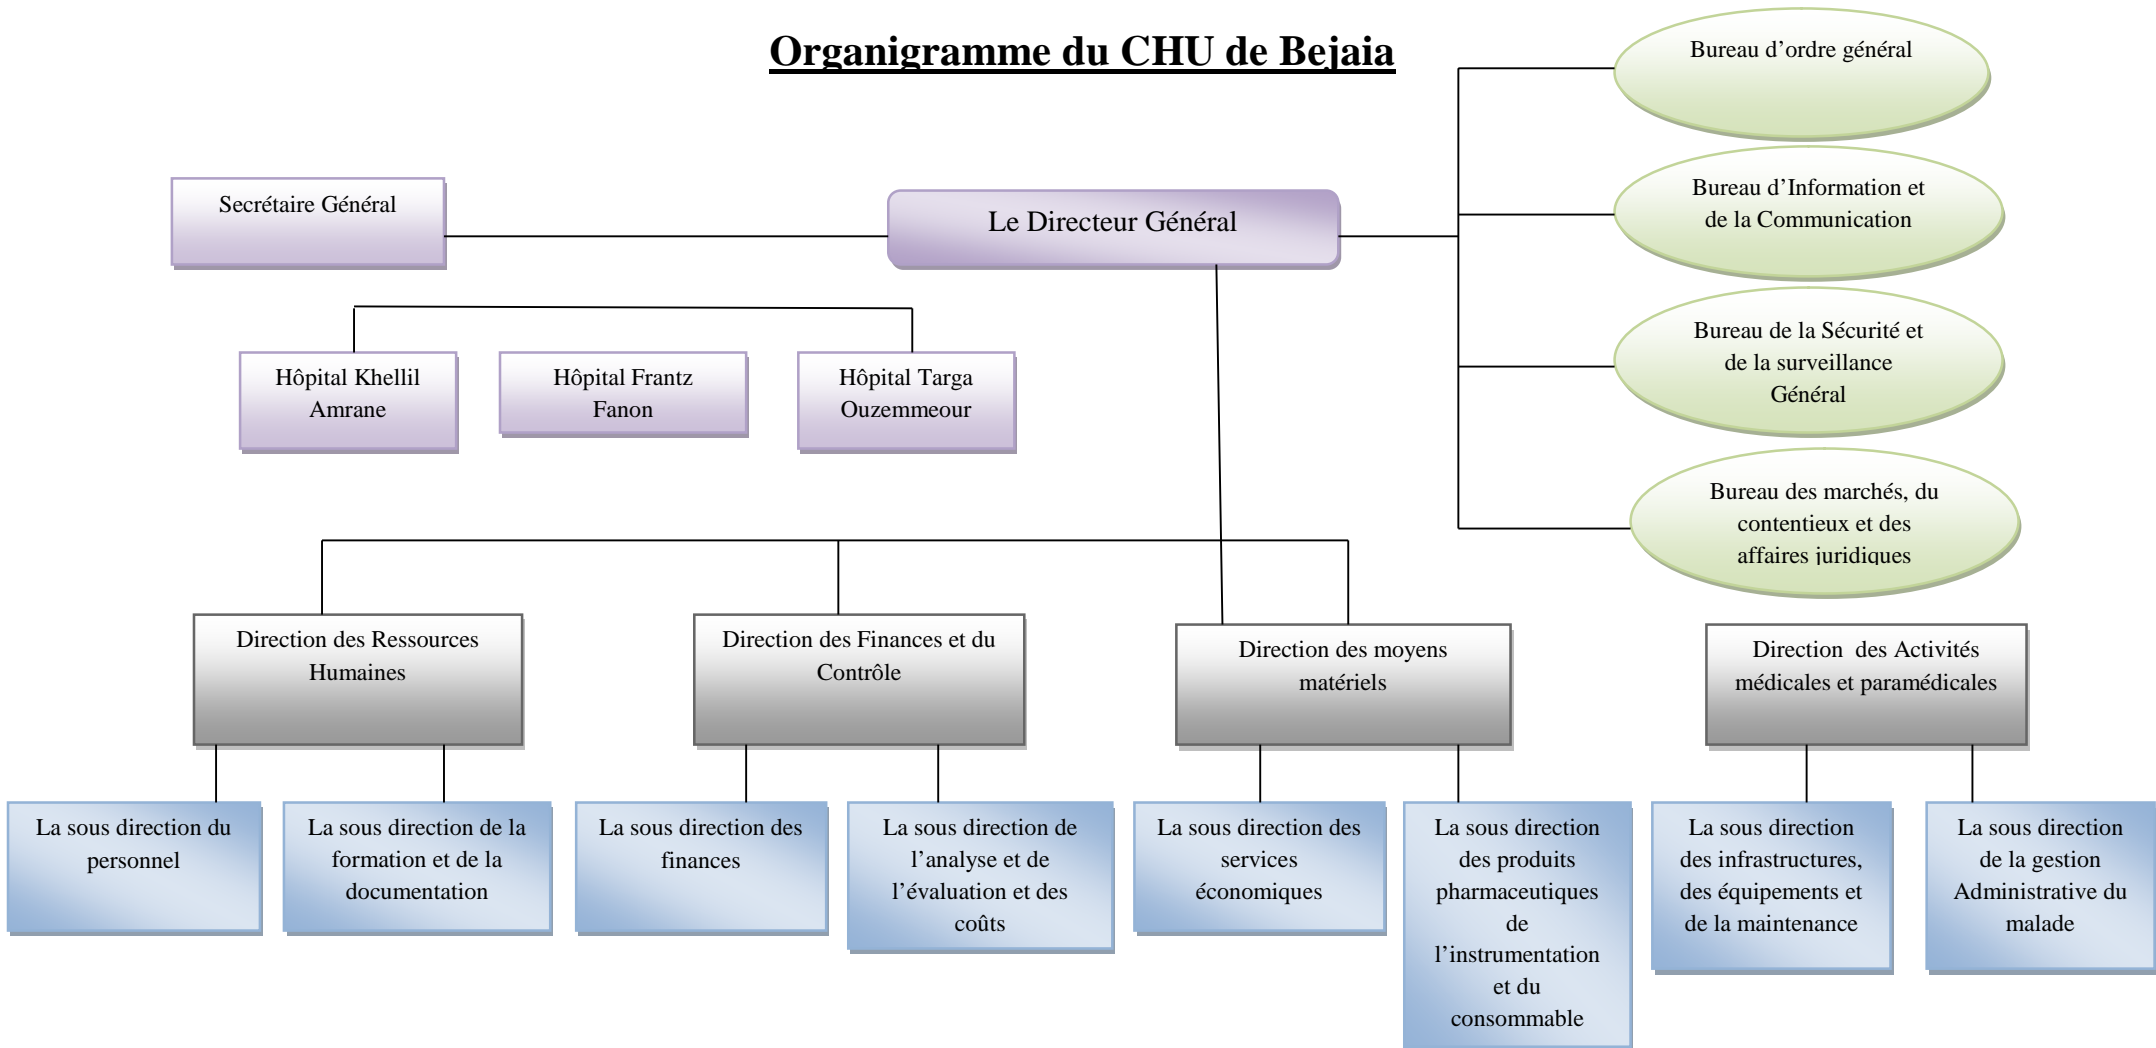 Organigramme du CHU de Bejaia
Bureau d’ordre général
Bureau d’Information et
de la Communication
Bureau de la Sécurité et
de la surveillance
Général
Bureau des marchés, du
contentieux et des
affaires juridiques
Secrétaire Général
Le Directeur Général
Hôpital Khellil
Amrane
Hôpital Frantz
Fanon
Hôpital Targa
Ouzemmeour
Direction des Ressources
Humaines
Direction des Finances et du
Contrôle
Direction des moyens
matériels
Direction  des Activités
médicales et paramédicales
La sous direction du
personnel
La sous direction de la
formation et de la
documentation
La sous direction des
finances
La sous direction de
l’analyse et de
l’évaluation et des
coûts
La sous direction des
services
économiques
La sous direction
des produits
pharmaceutiques
de
l’instrumentation
et du
consommable
La sous direction
des infrastructures,
des équipements et
de la maintenance
La sous direction
de la gestion
Administrative du
malade